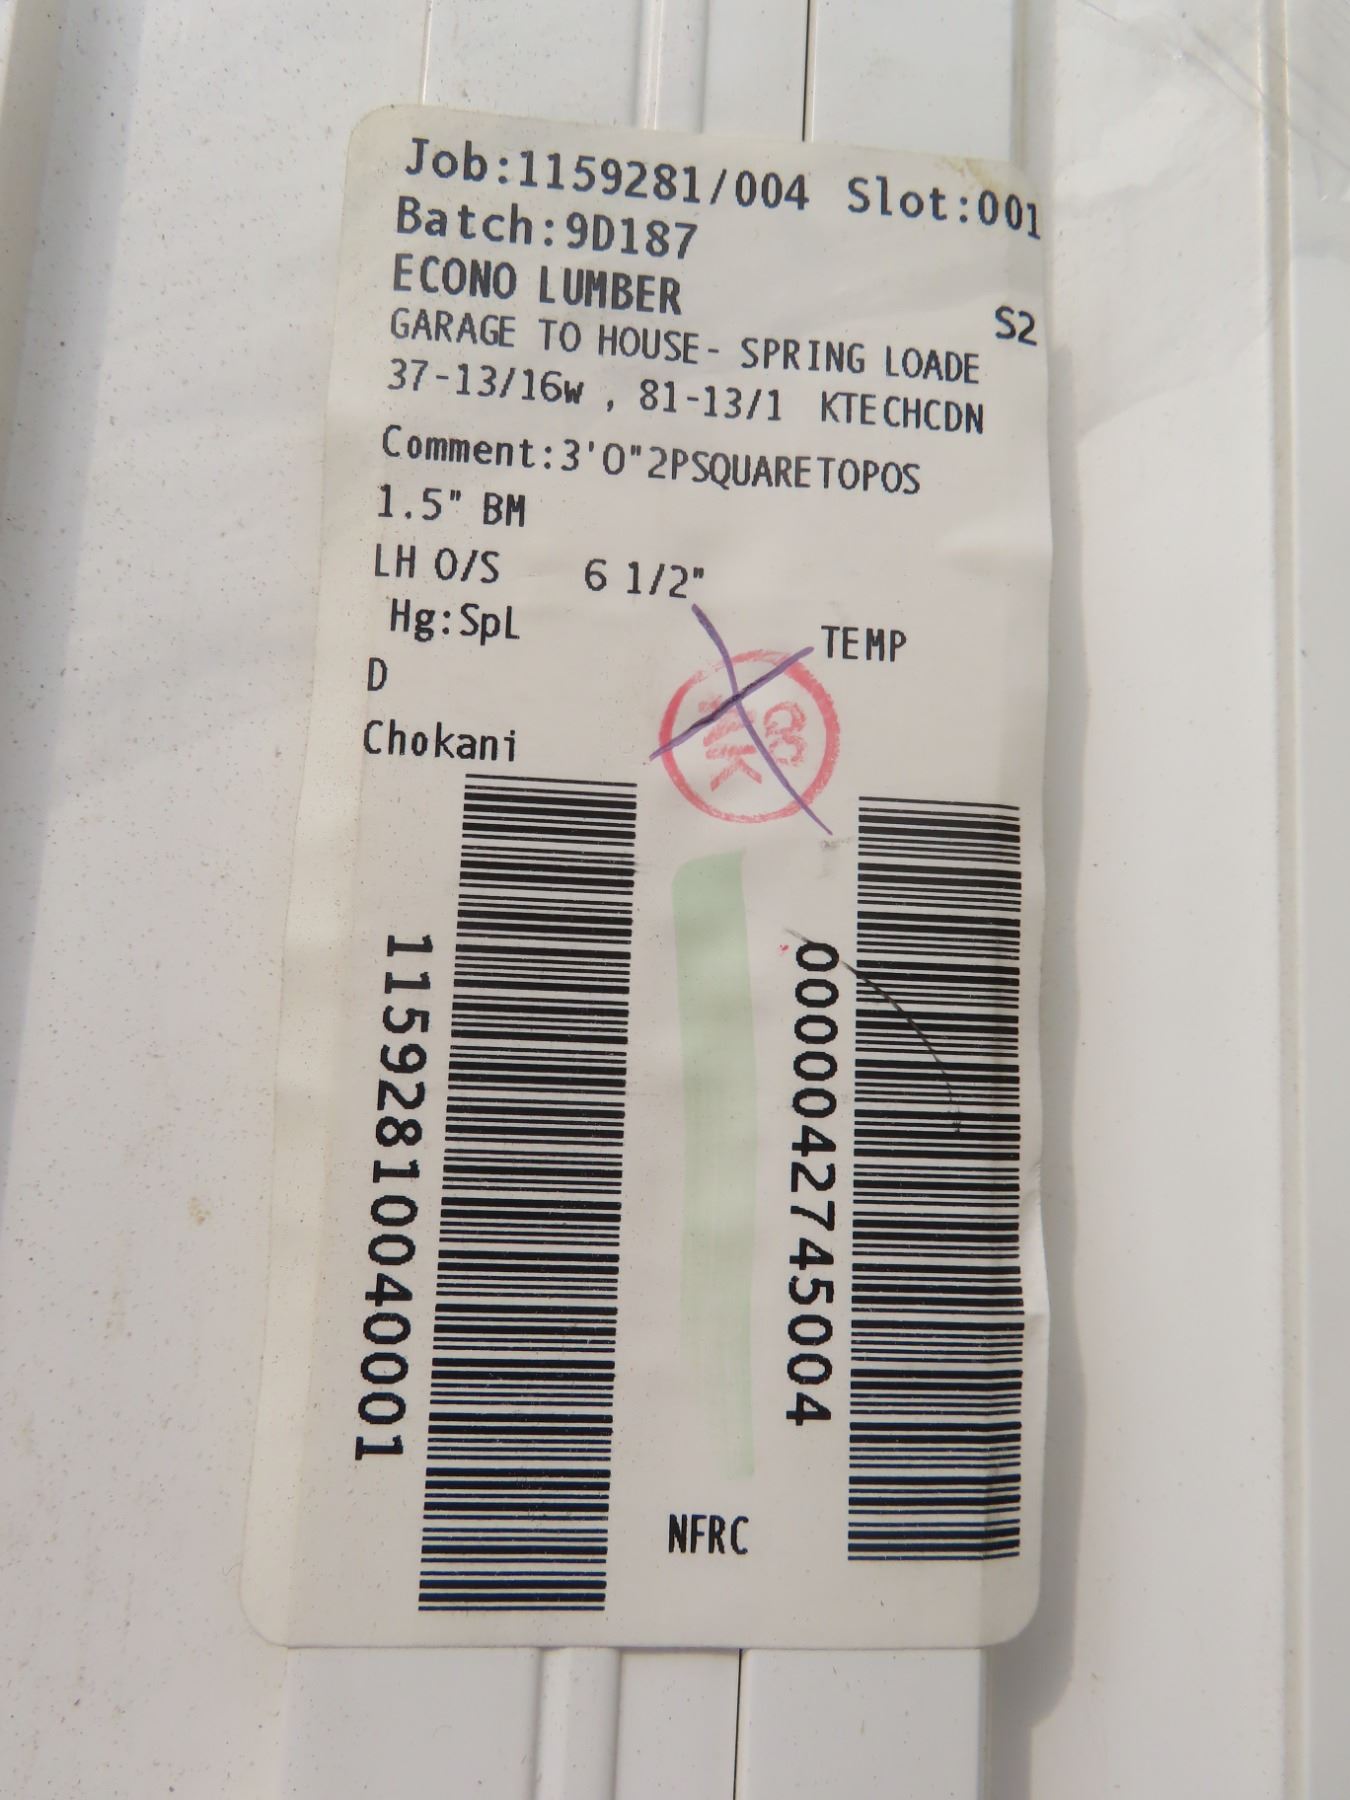 Job:1159281/004 Slot:001
Batch:9D187
ECONO LUMBER
S2
GARAGE TO HOUSE- SPRING LOADE
37-13/16w , 81-13/1 KTECHCDN
Comment:3'0"2PSQUARETOPOS
1.5" BM
LH O/S 6 1/2"
Hg:SpL
TEMP
D
Chokani
1159281004001
0000042745004
NFRC